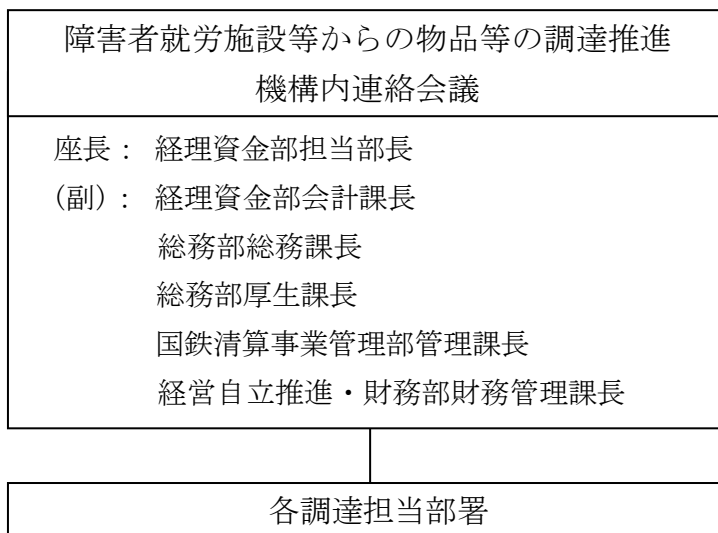 障害者就労施設等からの物品等の調達推進
機構内連絡会議
座長： 経理資金部担当部長
(副)： 経理資金部会計課長
総務部総務課長
総務部厚生課長
国鉄清算事業管理部管理課長
経営自立推進・財務部財務管理課長
各調達担当部署